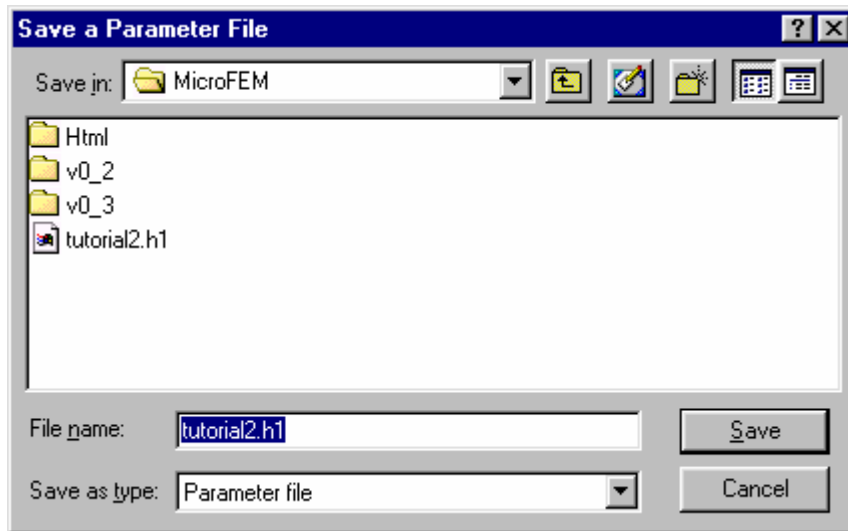 Save a Parameter File
Save in: MicroFEM
Html
v0_2
v0_3
tutorial2.h1
File name: tutorial2.h1 Save
Save as type: Parameter file Cancel